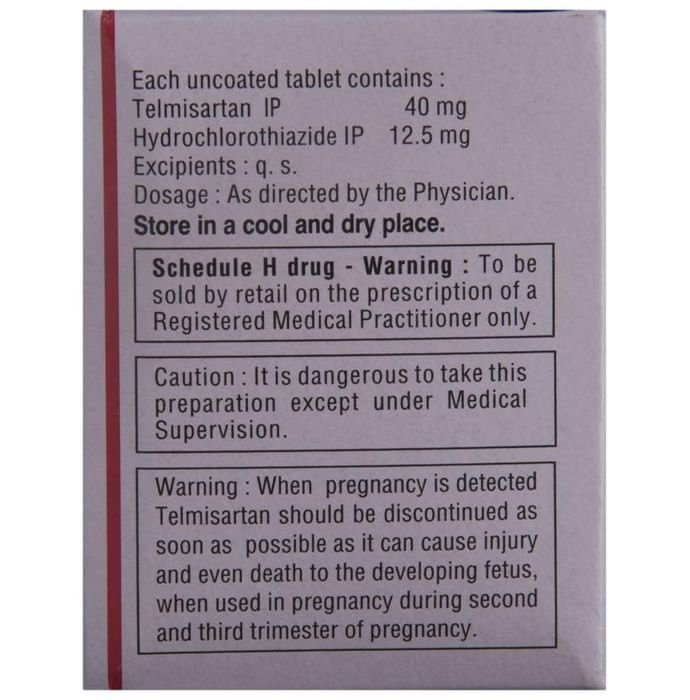 Each uncoated tablet contains :
Telmisartan IP 40 mg
Hydrochlorothiazide IP 12.5 mg
Excipients : q. s.
Dosage : As directed by the Physician.
Store in a cool and dry place.
Schedule H drug - Warning : To be
sold by retail on the prescription of a
Registered Medical Practitioner only.
Caution : It is dangerous to take this
preparation except under Medical
Supervision.
Warning : When pregnancy is detected
Telmisartan should be discontinued as
soon as possible as it can cause injury
and even death to the developing fetus,
when used in pregnancy during second
and third trimester of pregnancy.